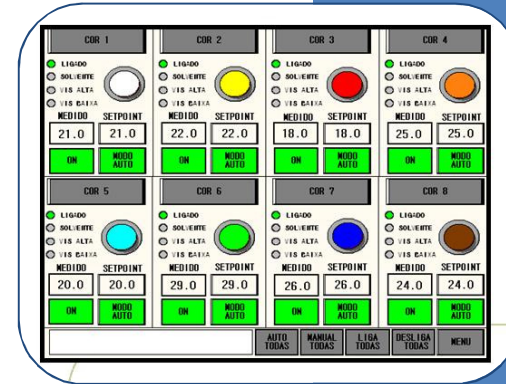 COR 1
LIGADO
SOLVENTE
VIS ALTA
VIS BAIXA
MEDIDO SETPOINT
21.0 21.0
ON MODO AUTO
COR 2
LIGADO
SOLVENTE
VIS ALTA
VIS BAIXA
MEDIDO SETPOINT
22.0 22.0
ON MODO AUTO
COR 3
LIGADO
SOLVENTE
VIS ALTA
VIS BAIXA
MEDIDO SETPOINT
18.0 18.0
ON MODO AUTO
COR 4
LIGADO
SOLVENTE
VIS ALTA
VIS BAIXA
MEDIDO SETPOINT
25.0 25.0
ON MODO AUTO
COR 5
LIGADO
SOLVENTE
VIS ALTA
VIS BAIXA
MEDIDO SETPOINT
20.0 20.0
ON MODO AUTO
COR 6
LIGADO
SOLVENTE
VIS ALTA
VIS BAIXA
MEDIDO SETPOINT
29.0 29.0
ON MODO AUTO
COR 7
LIGADO
SOLVENTE
VIS ALTA
VIS BAIXA
MEDIDO SETPOINT
26.0 26.0
ON MODO AUTO
COR 8
LIGADO
SOLVENTE
VIS ALTA
VIS BAIXA
MEDIDO SETPOINT
24.0 24.0
ON MODO AUTO
AUTO TODAS
MANUAL TODAS
LIGA TODAS
DESLIGA TODAS
MENU